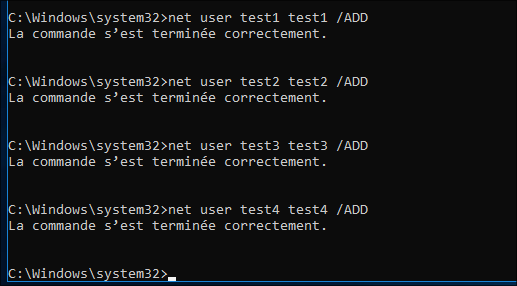 C:\Windows\system32>net user test1 test1 /ADD
La commande s’est terminée correctement.
C:\Windows\system32>net user test2 test2 /ADD
La commande s’est terminée correctement.
C:\Windows\system32>net user test3 test3 /ADD
La commande s’est terminée correctement.
C:\Windows\system32>net user test4 test4 /ADD
La commande s’est terminée correctement.
C:\Windows\system32>